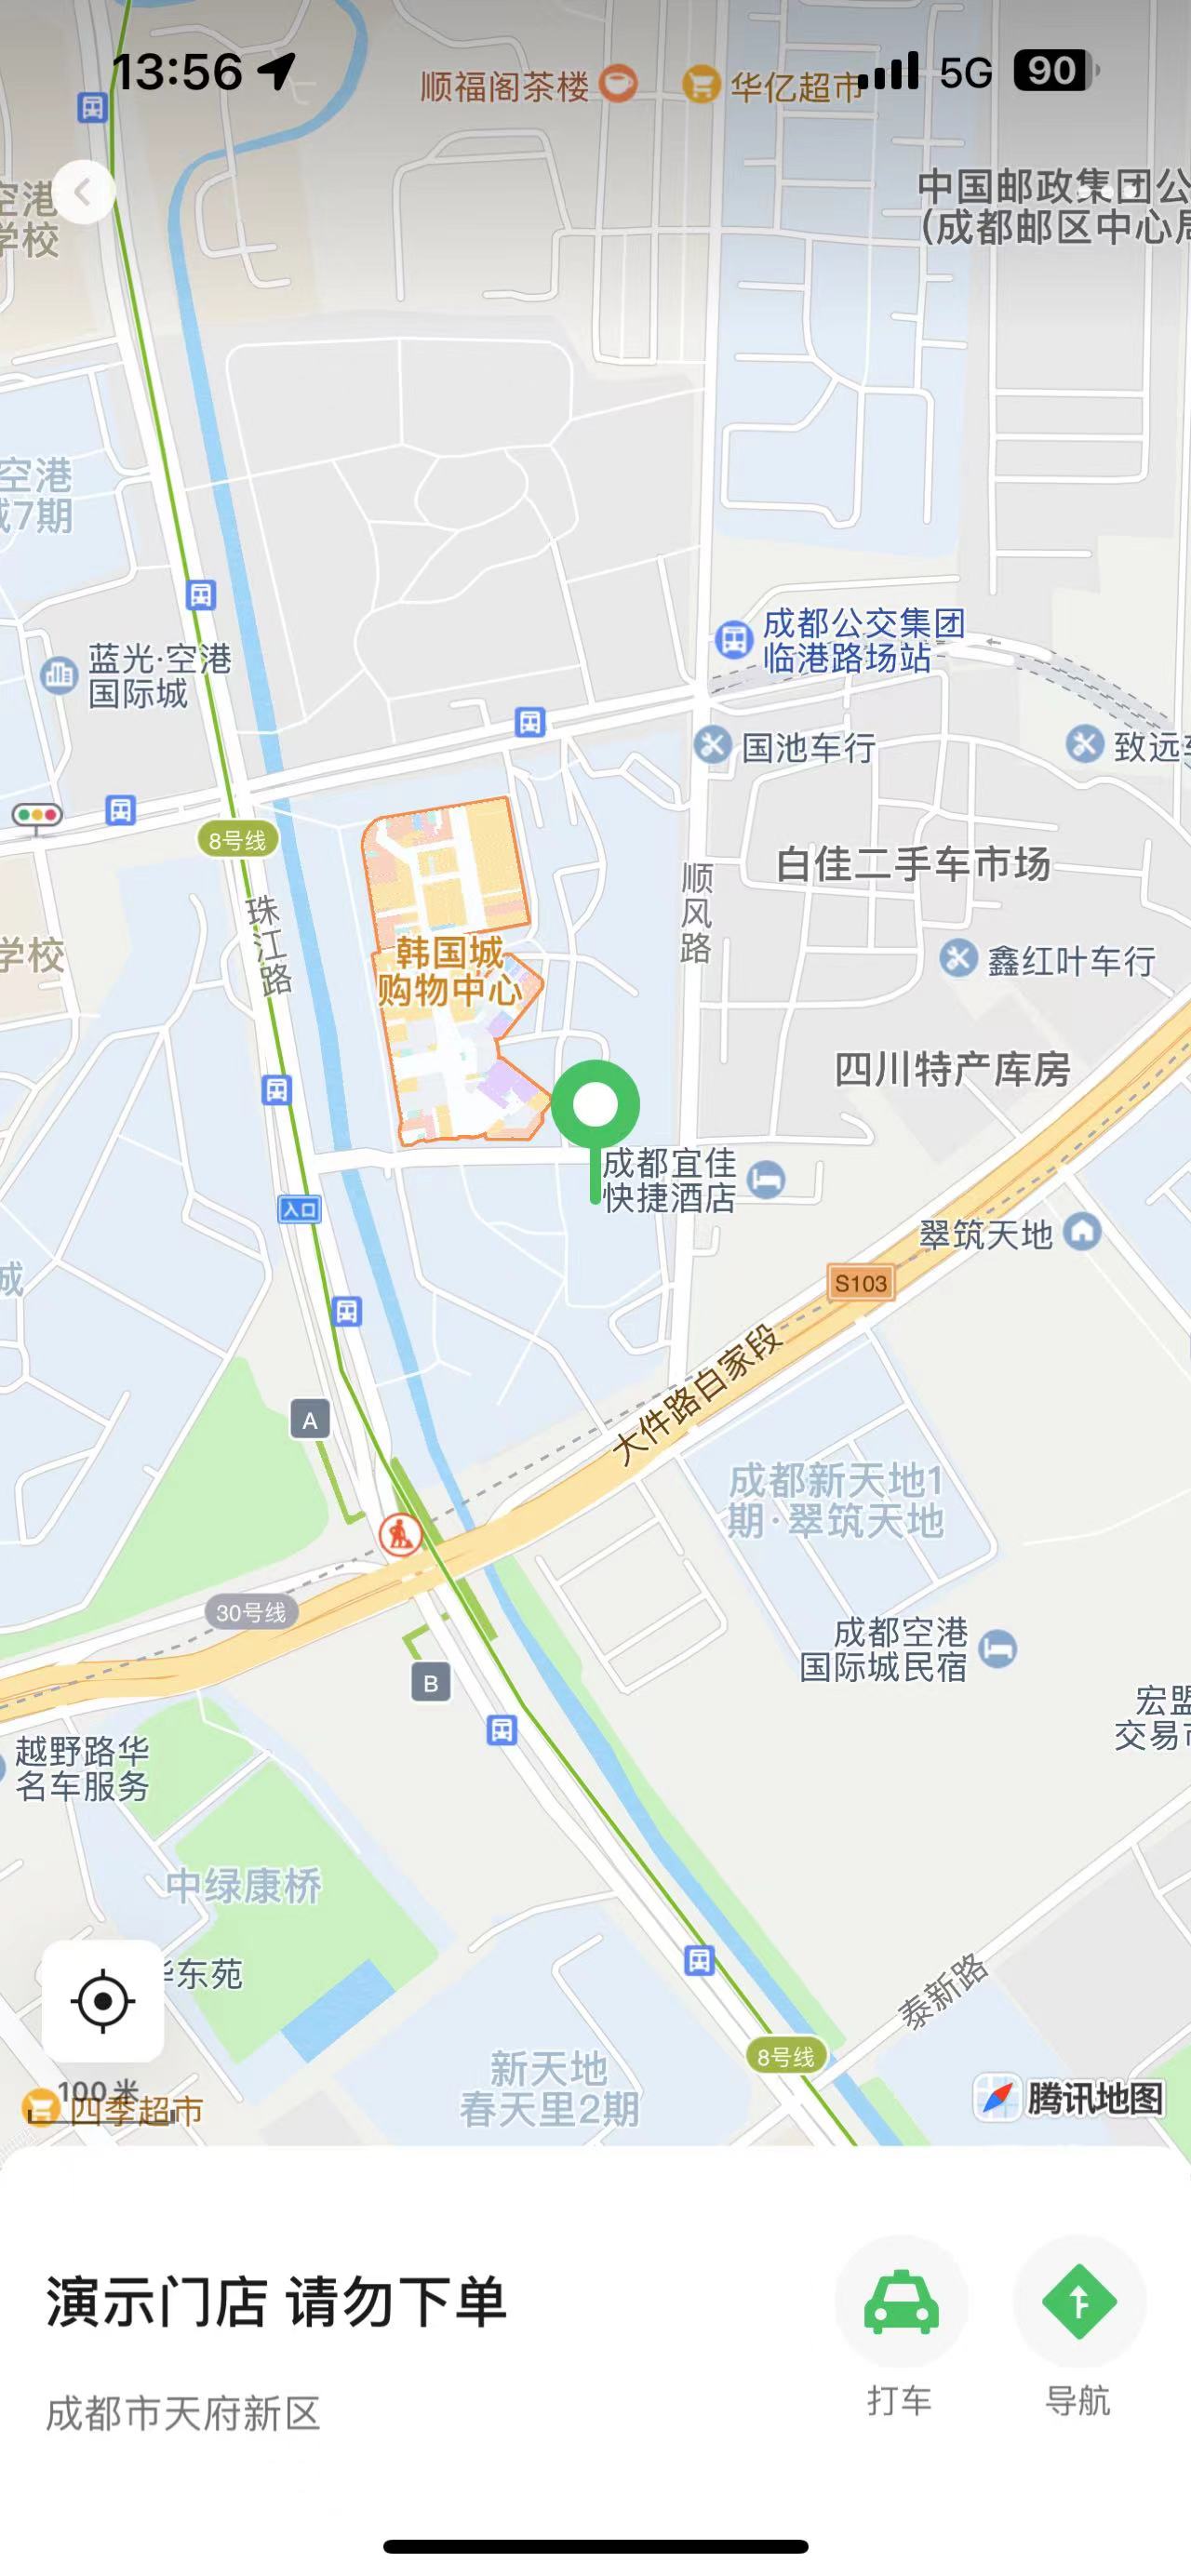 13:56
5G
90
顺福阁茶楼
华亿超市
空港
学校
中国邮政集团公
(成都邮区中心局
空港
城7期
蓝光·空港
国际城
成都公交集团
临港路场站
国池车行
致远
8号线
珠江路
韩国城
购物中心
顺风路
白佳二手车市场
学校
鑫红叶车行
四川特产库房
成都宜佳
快捷酒店
入口
翠筑天地
城
S103
大件路白家段
A
成都新天地1
期·翠筑天地
30号线
B
成都空港
国际城民宿
宏盟
交易市
越野路华
名车服务
中绿康桥
华东苑
泰新路
8号线
新天地
春天里2期
100米
四季超市
腾讯地图
演示门店 请勿下单
成都市天府新区
打车
导航